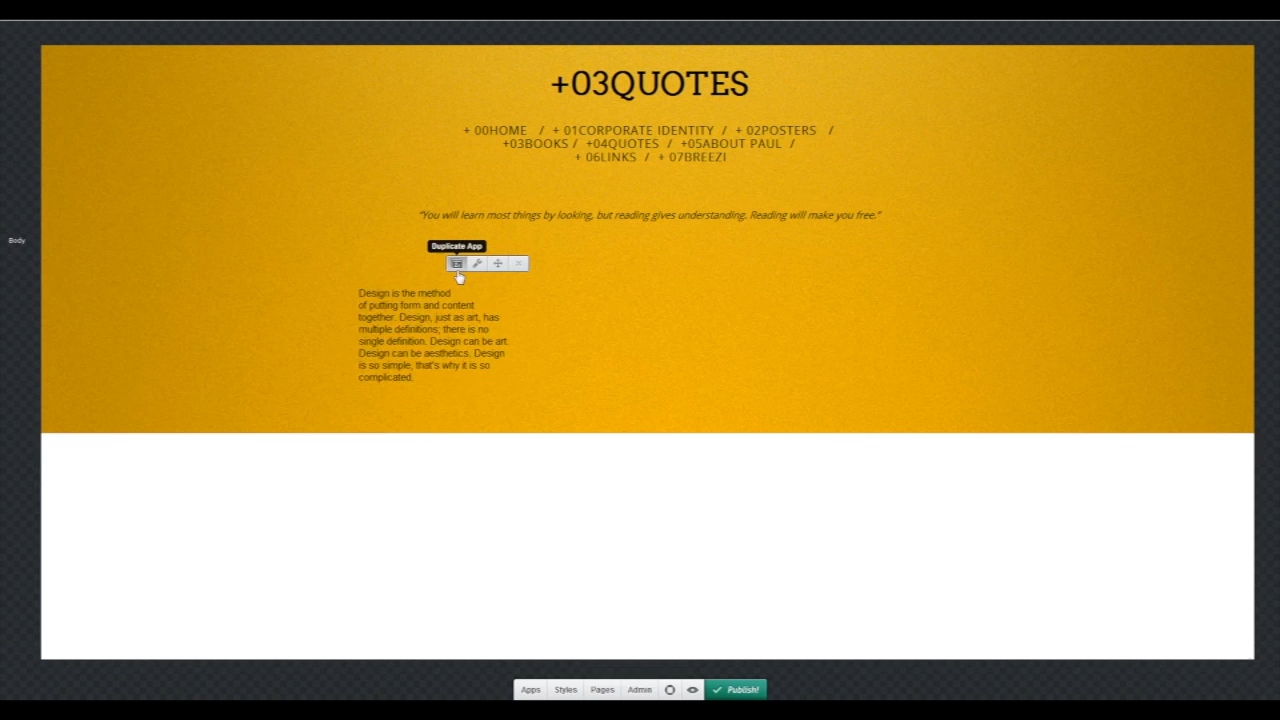 +03QUOTES
+ 00HOME / + 01CORPORATE IDENTITY / + 02POSTERS /
+03BOOKS / +04QUOTES / +05ABOUT PAUL /
+ 06LINKS / + 07BREEZI
“You will learn most things by looking, but reading gives understanding. Reading will make you free.”
Body
Duplicate App
Design is the method
of putting form and content
together. Design, just as art, has
multiple definitions; there is no
single definition. Design can be art.
Design can be aesthetics. Design
is so simple, that's why it is so
complicated.
Apps Styles Pages Admin Publish!